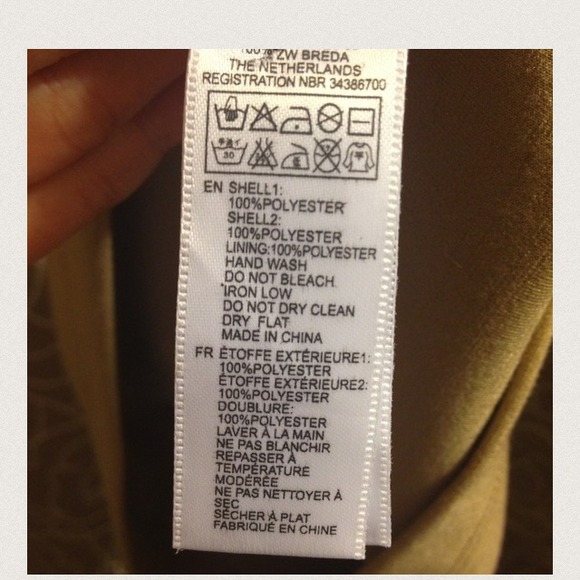 ZW BREDA
THE NETHERLANDS
REGISTRATION NBR 34386700
30
EN SHELL1:
100%POLYESTER
SHELL2:
100%POLYESTER
LINING:100%POLYESTER
HAND WASH
DO NOT BLEACH
IRON LOW
DO NOT DRY CLEAN
DRY FLAT
MADE IN CHINA
FR ÉTOFFE EXTÉRIEURE1:
100%POLYESTER
ÉTOFFE EXTÉRIEURE2:
100%POLYESTER
DOUBLURE:
100%POLYESTER
LAVER À LA MAIN
NE PAS BLANCHIR
REPASSER À
TEMPÉRATURE
MODÉRÉE
NE PAS NETTOYER À
SEC
SÉCHER À PLAT
FABRIQUÉ EN CHINE